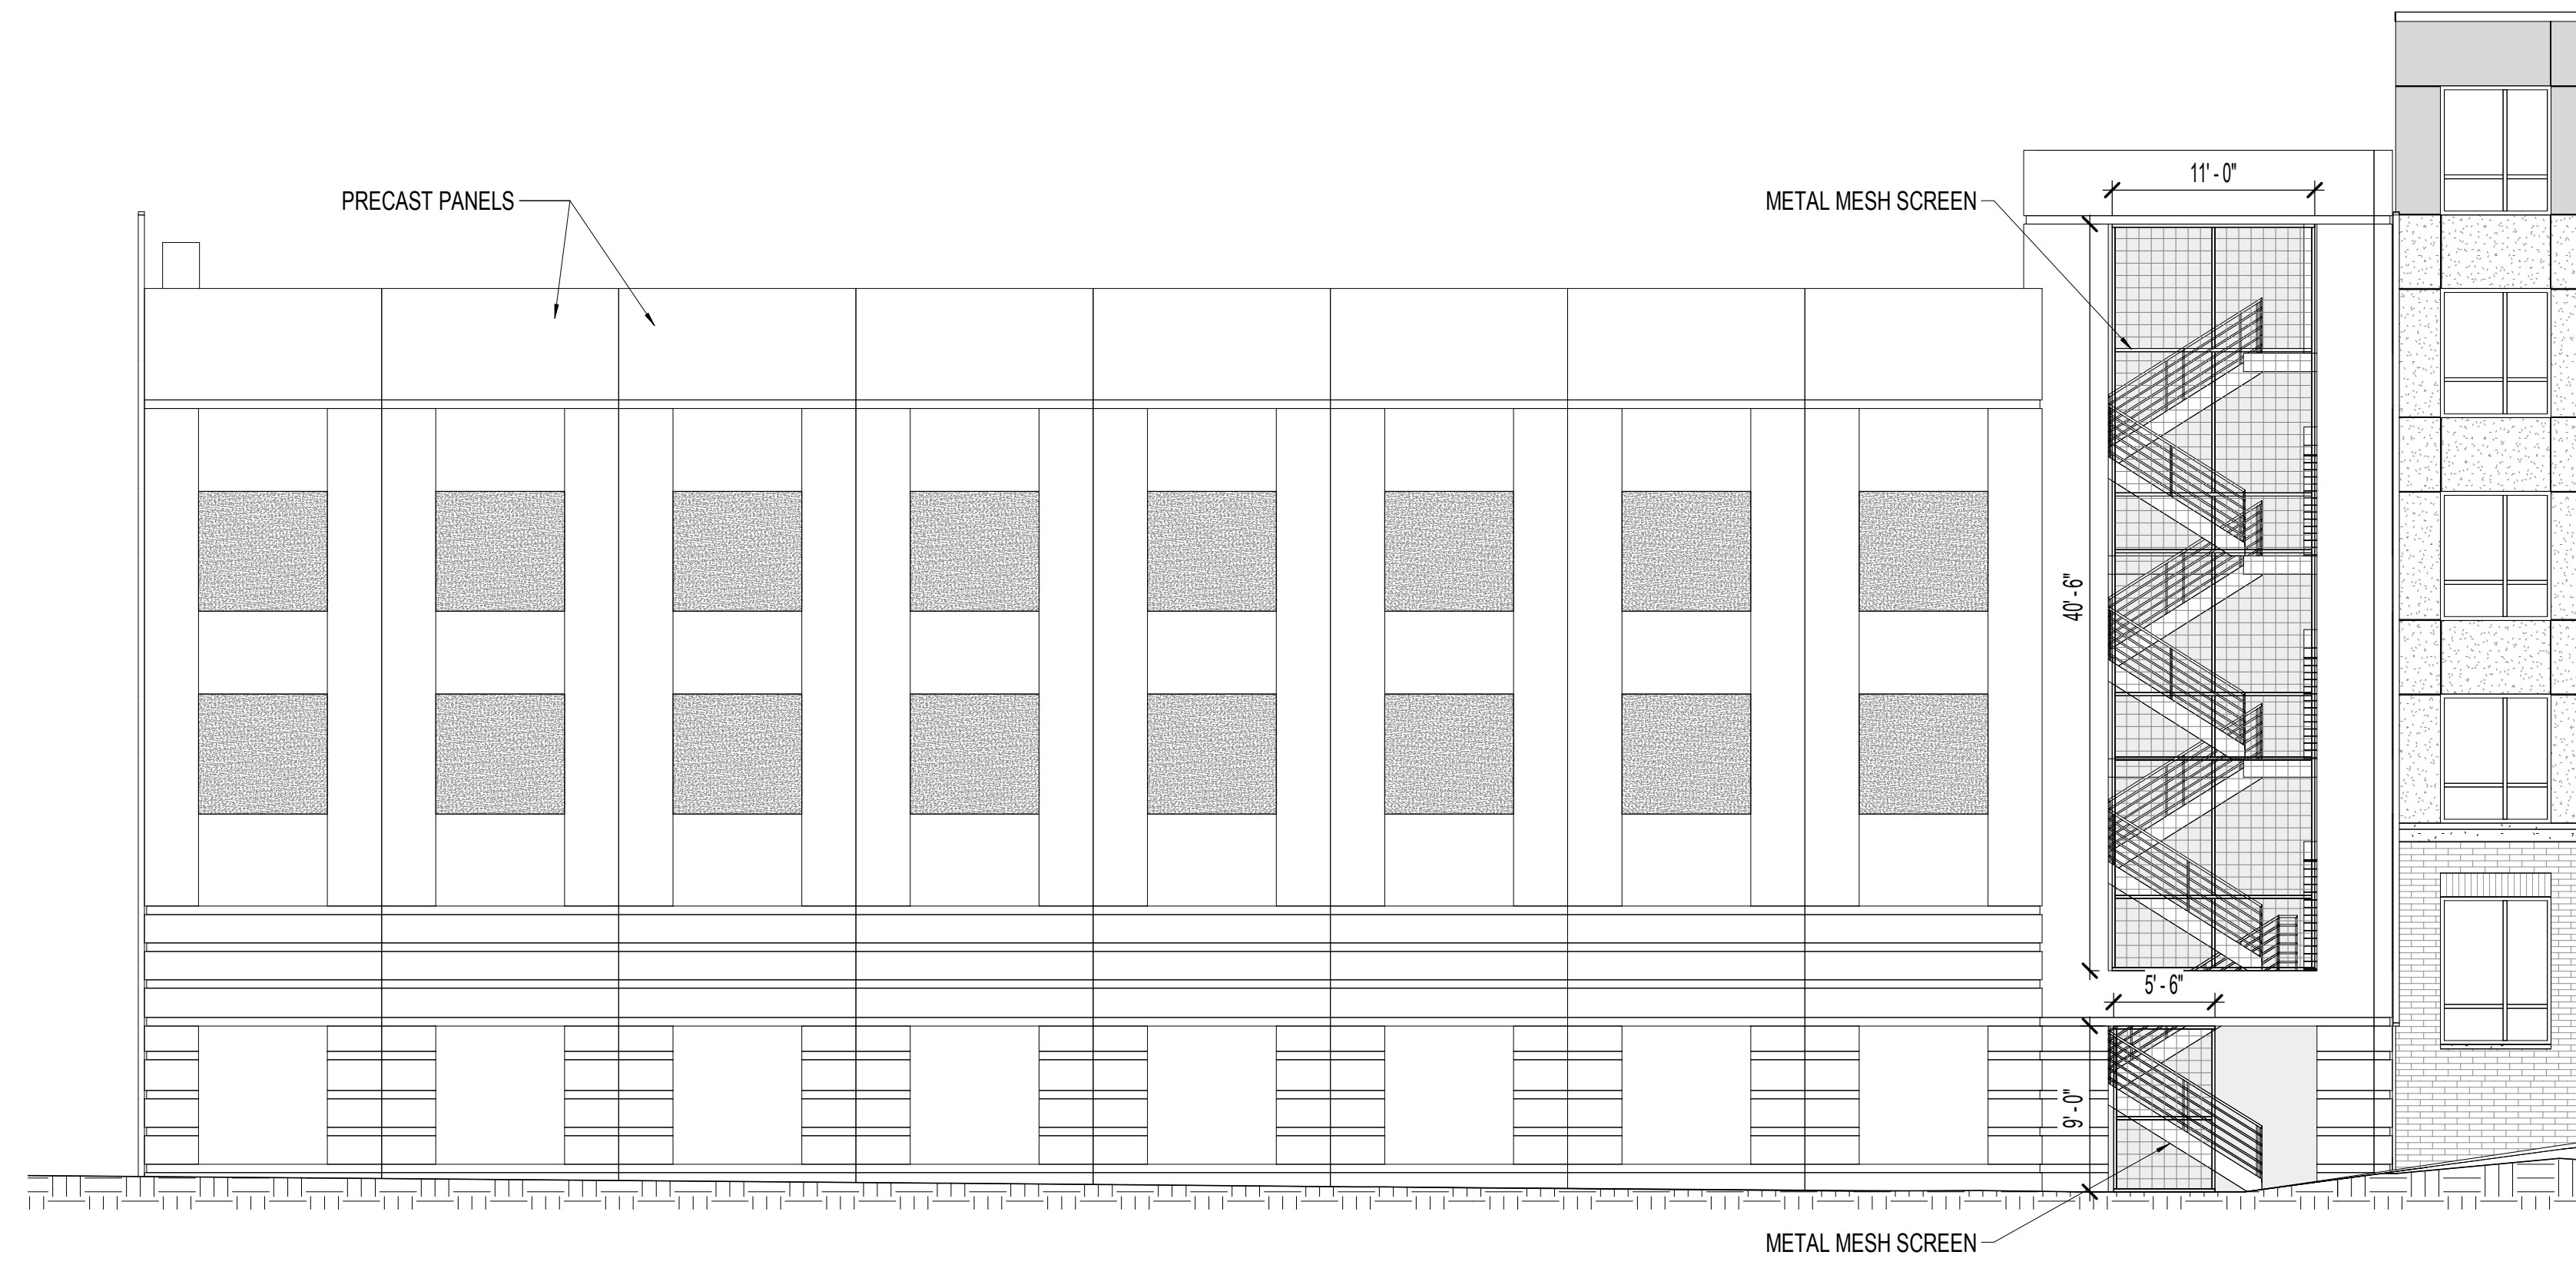 11' - 0"
PRECAST PANELS
METAL MESH SCREEN
40' - 6"
5' - 6"
9' - 0"
METAL MESH SCREEN